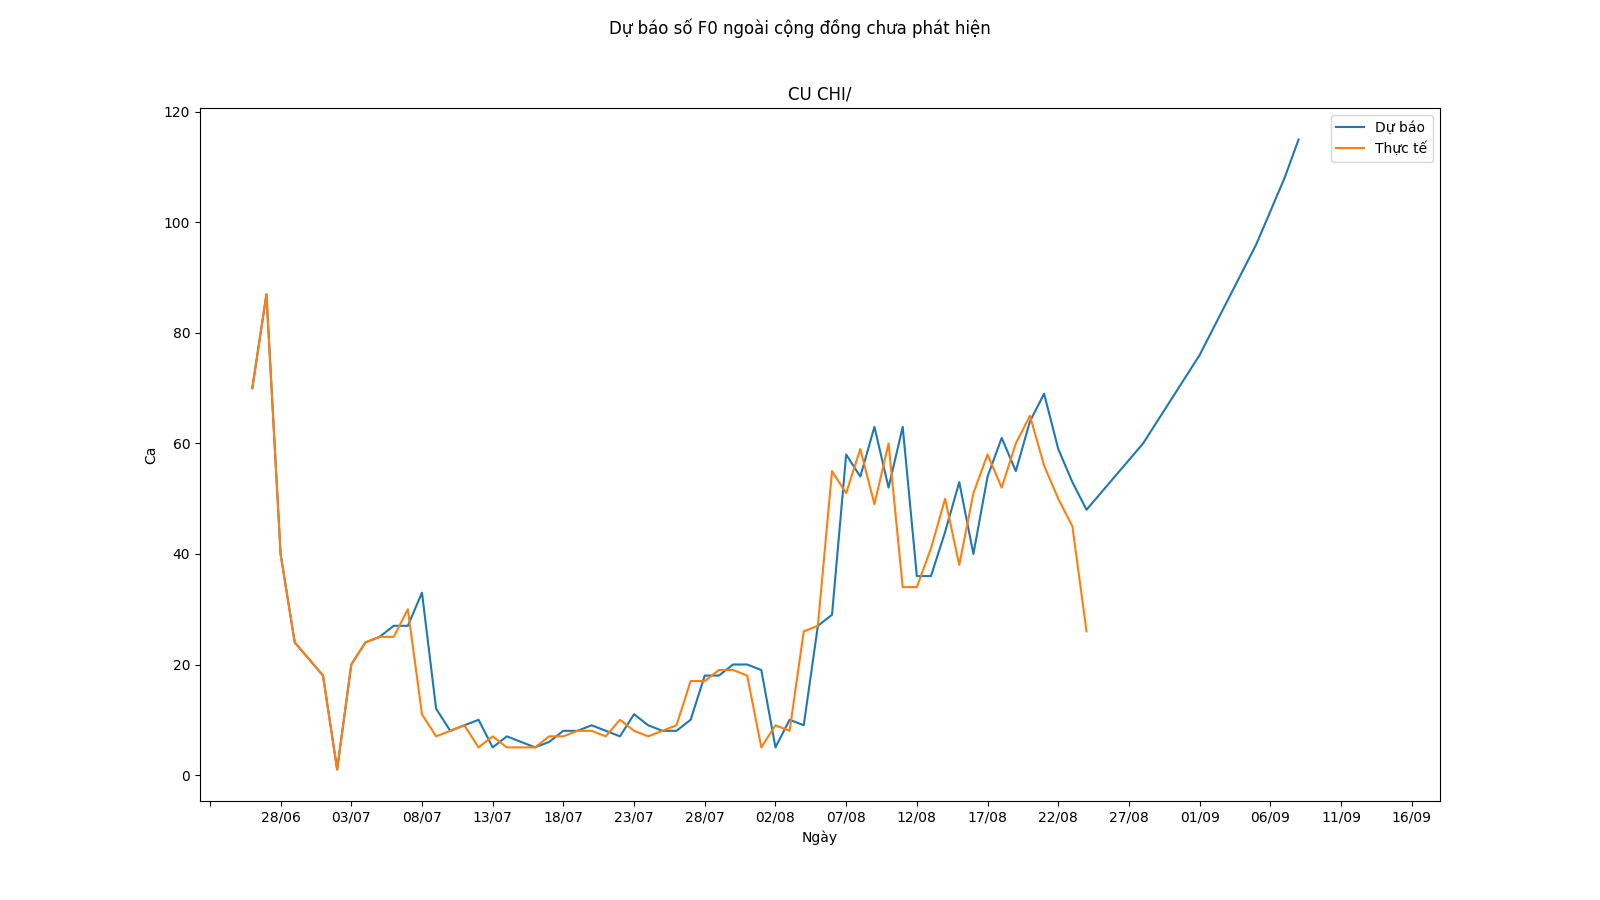 Dự báo số F0 ngoài cộng đồng chưa phát hiện
CU CHI/
Dự báo
Thực tế
120
100
80
60
40
20
0
Ca
28/06 03/07 08/07 13/07 18/07 23/07 28/07 02/08 07/08 12/08 17/08 22/08 27/08 01/09 06/09 11/09 16/09
Ngày